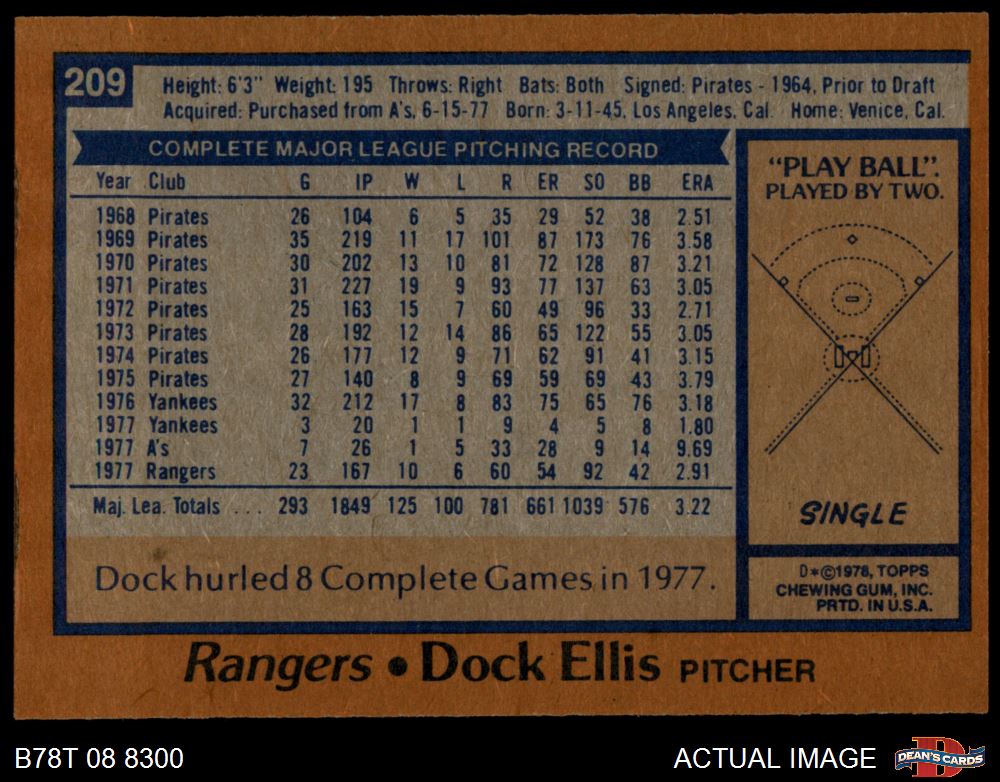 209
Height: 6'3" Weight: 195 Throws: Right Bats: Both Signed: Pirates - 1964, Prior to Draft
Acquired: Purchased from A's, 6-15-77 Born: 3-11-45, Los Angeles, Cal. Home: Venice, Cal.
COMPLETE MAJOR LEAGUE PITCHING RECORD
Year Club G IP W L R ER SO BB ERA
1968 Pirates 26 104 6 5 35 29 52 38 2.51
1969 Pirates 35 219 11 17 101 87 173 76 3.58
1970 Pirates 30 202 13 10 81 72 128 87 3.21
1971 Pirates 31 227 19 9 93 77 137 63 3.05
1972 Pirates 25 163 15 7 60 49 96 33 2.71
1973 Pirates 28 192 12 14 86 65 122 55 3.05
1974 Pirates 26 177 12 9 71 62 91 41 3.15
1975 Pirates 27 140 8 9 69 59 69 43 3.79
1976 Yankees 32 212 17 8 83 75 65 76 3.18
1977 Yankees 3 20 1 1 9 4 5 8 1.80
1977 A's 7 26 1 5 33 28 9 14 9.69
1977 Rangers 23 167 10 6 60 54 92 42 2.91
Maj. Lea. Totals ... 293 1849 125 100 781 661 1039 576 3.22
Dock hurled 8 Complete Games in 1977.
"PLAY BALL".
PLAYED BY TWO.
SINGLE
D*©1978, TOPPS
CHEWING GUM, INC.
PRTD. IN U.S.A.
Rangers • Dock Ellis PITCHER
B78T 08 8300
ACTUAL IMAGE
D
DEAN'S CARDS